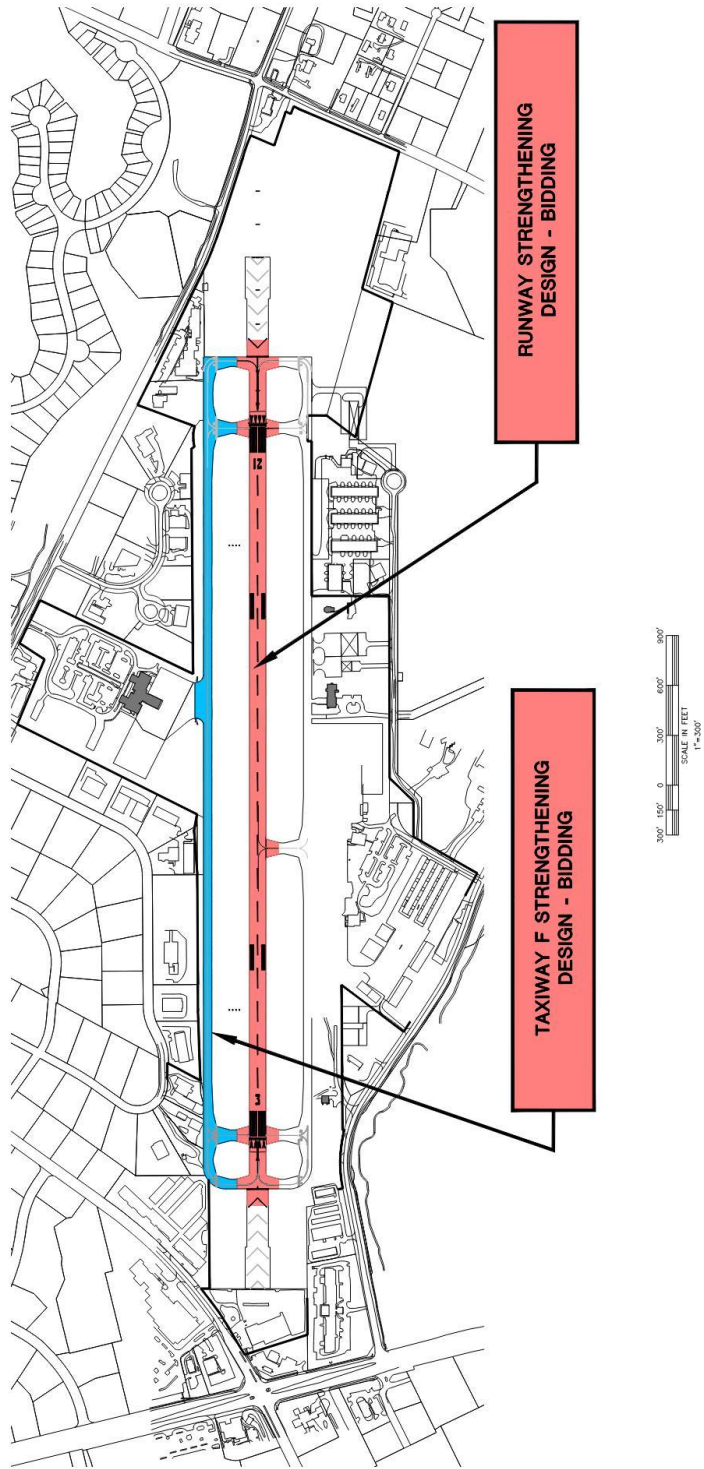 RUNWAY STRENGTHENING
DESIGN - BIDDING
TAXIWAY F STRENGTHENING
DESIGN - BIDDING
21
3
300' 150' 0 300' 600' 900'
SCALE IN FEET
1"=300'